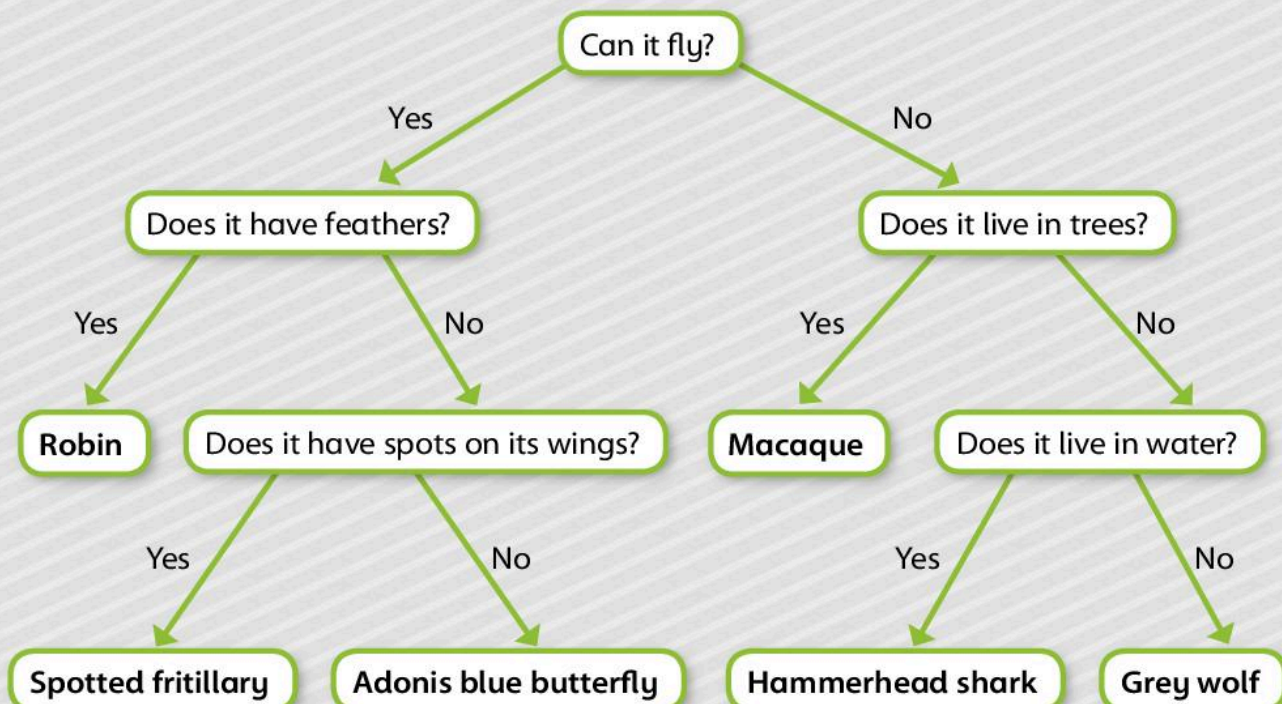 Can it fly?
Yes
No
Does it have feathers?
Does it live in trees?
Yes
No
Yes
No
Robin
Does it have spots on its wings?
Macaque
Does it live in water?
Yes
No
Yes
No
Spotted fritillary
Adonis blue butterfly
Hammerhead shark
Grey wolf